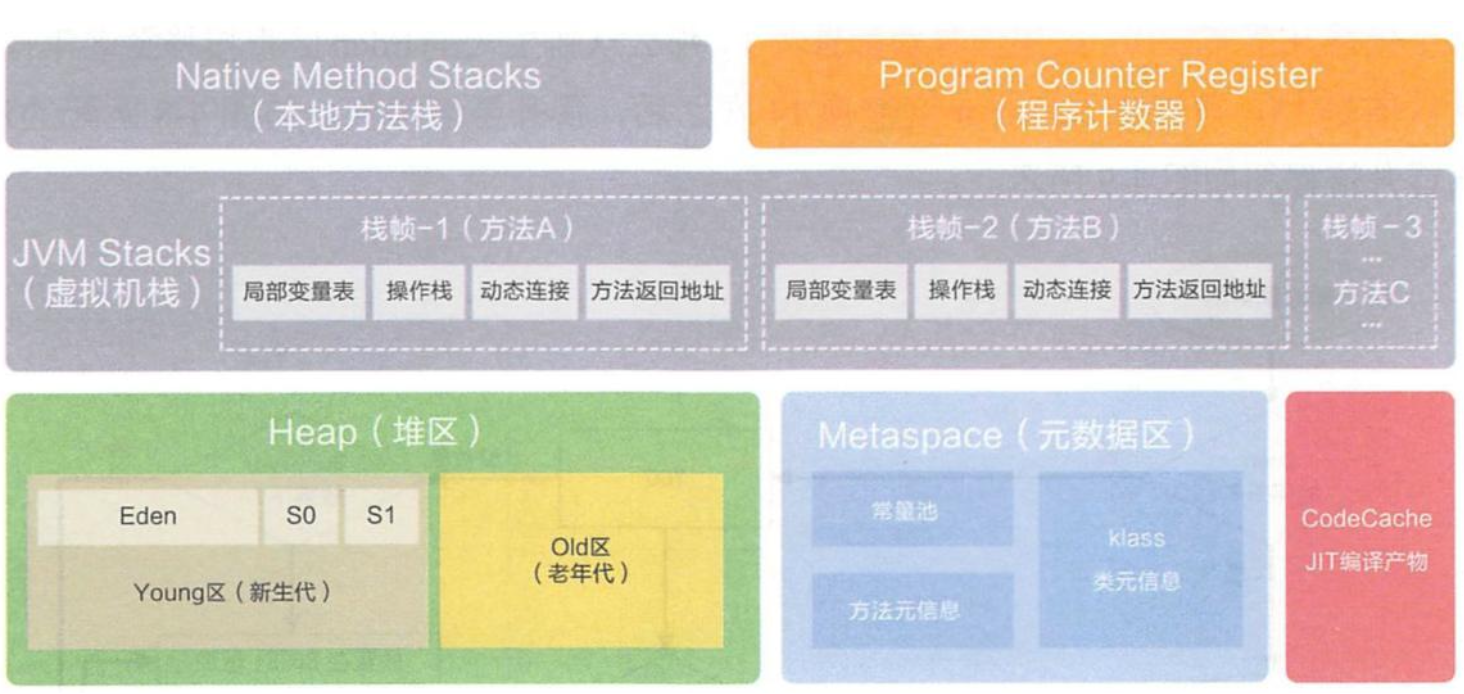 Native Method Stacks
（本地方法栈）
Program Counter Register
（程序计数器）
JVM Stacks
（虚拟机栈）
栈帧-1（方法A）
局部变量表
操作栈
动态连接
方法返回地址
栈帧-2（方法B）
局部变量表
操作栈
动态连接
方法返回地址
栈帧-3
...
方法C
...
Heap（堆区）
Eden
S0
S1
Young区（新生代）
Old区
（老年代）
Metaspace（元数据区）
常量池
方法元信息
klass
类元信息
CodeCache
JIT编译产物